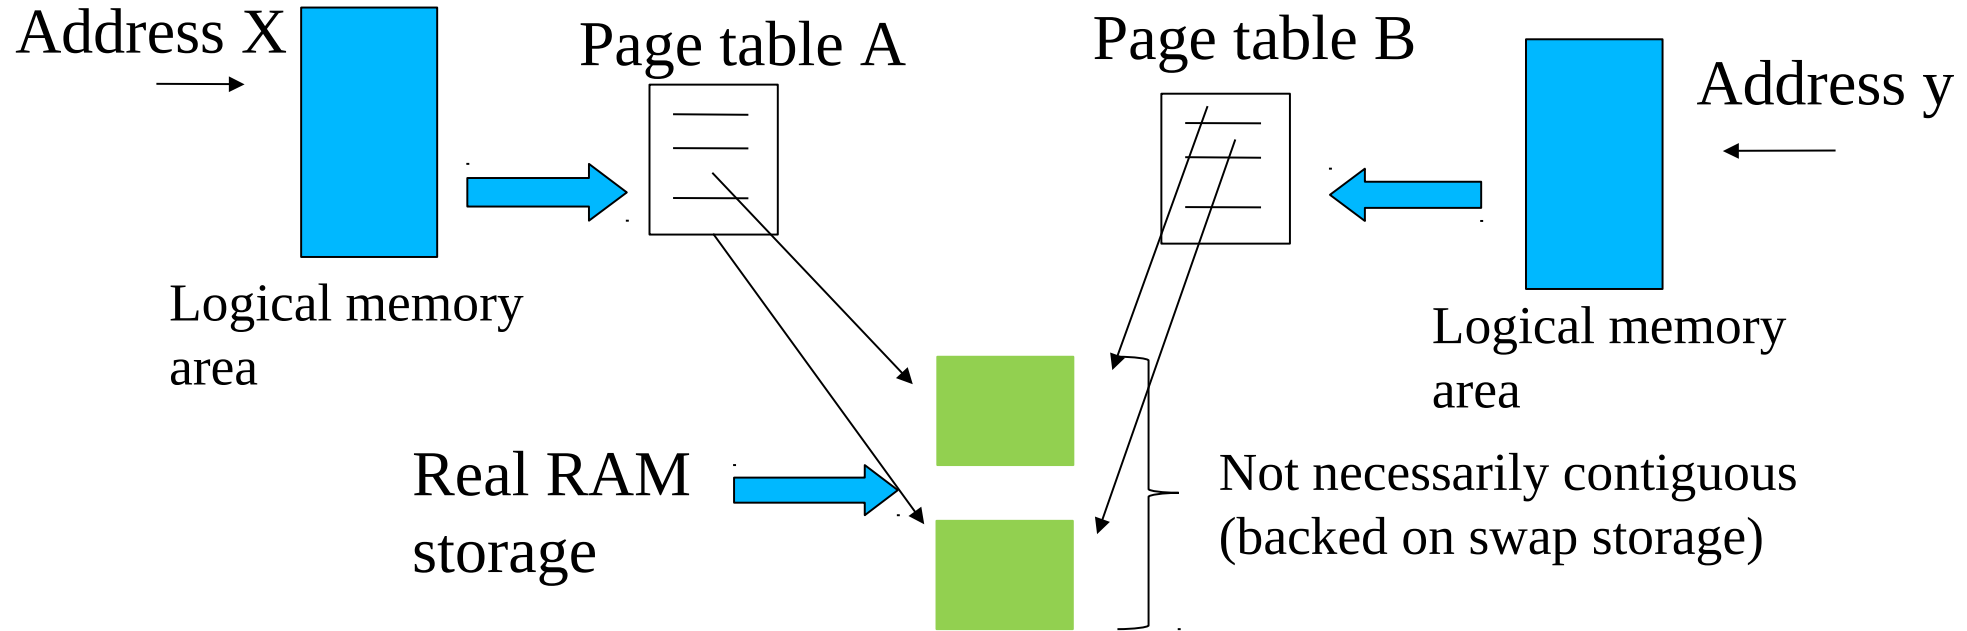 Address X
Page table A
Page table B
Address y
Logical memory
area
Logical memory
area
Real RAM
storage
Not necessarily contiguous
(backed on swap storage)